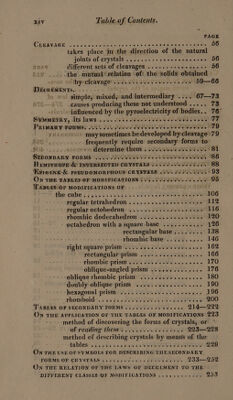 xiv Table of Contents.
PAGE
CLEAVAGE 56
takes place in the direction of the natural
joints of crystals 56
different sets of cleavages 56
the mutual relation of the solids obtained
by cleavage 59—66
DECREMENTS.
simple, mixed, and intermediary 67—73
causes producing these not understood 73
influenced by the pyroelectricity of bodies.. 76
SYMMETRY, its laws 77
PRIMARY FORMS. 79
may sometimes be developed by cleavage 79
frequently require secondary forms to
determine them 81
SECONDARY FORMS 86
HEMITROPE & INTERSECTED CRYSTALS 88
EPIGENE & PSEUDOMORPHOUS CRYSTALS 93
ON THE TABLES OF MODIFICATIONS 95
TABLES OF MODIFICATIONS OF
the cube 106
regular tetrahedron 112
regular octohedron 116
rhombic dodecahedron 120
octahedron with a square base 126
rectangular base 138
rhombic base 146
right square prism 162
rectangular prism 166
rhombic prism 170
oblique-angled prism 176
oblique rhombic prism 180
doubly oblique prism 190
hexagonal prism 196
rhomboid 200
TABLES OF SECONDARY FORMS 214—222
ON THE APPLICATION OF THE TABLES OF MODIFICATIONS 223
method of discovering the forms of crystals, or
of reading them 223—228
method of describing crystals by means of the
tables 228
ON THE USE OF SYMBOLS FOR DESCRIBING THE SECONDARY
FORMS OF CRYSTALS 233—252
ON THE RELATION OF THE LAWS OF DECREMENT TO THE
DIFFERENT CLASSES OF MODIFICATIONS 253